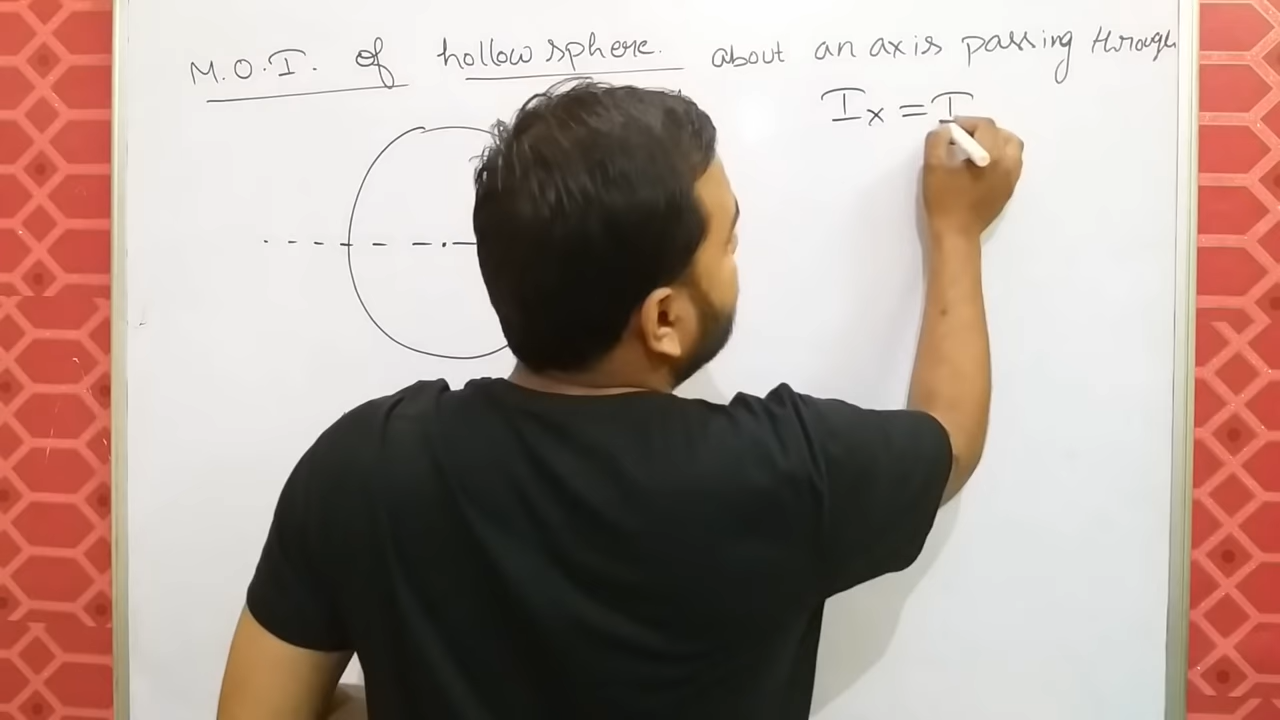 M.O.I. of hollow sphere. about an axis passing through
Ix = I